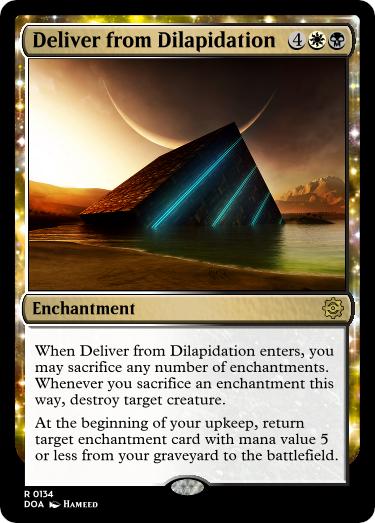 Deliver from Dilapidation 4
Enchantment
When Deliver from Dilapidation enters, you
may sacrifice any number of enchantments.
Whenever you sacrifice an enchantment this
way, destroy target creature.
At the beginning of your upkeep, return
target enchantment card with mana value 5
or less from your graveyard to the battlefield.
R 0134
DOA Hameed